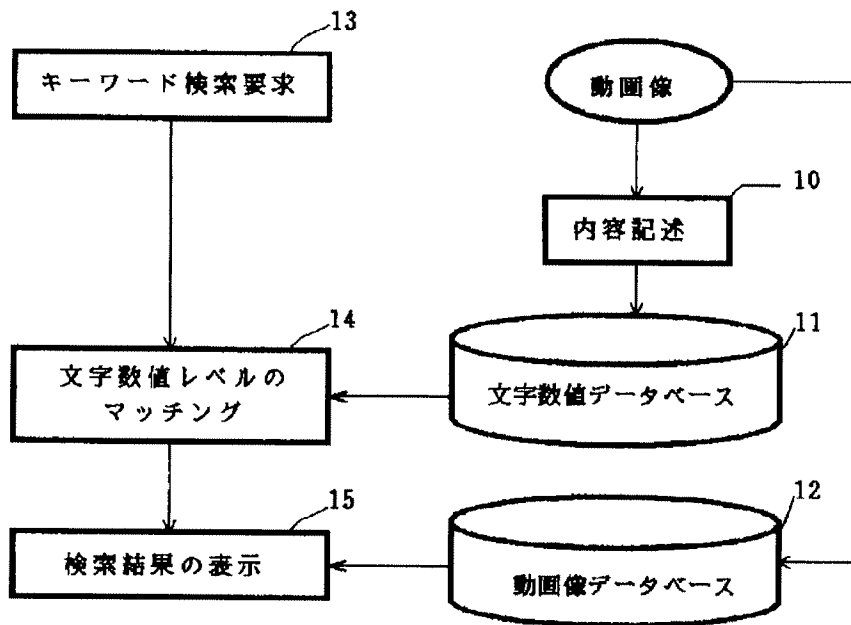 13
キーワード検索要求
動画像
10
内容記述
14
11
文字数値レベルの
マッチング
文字数値データベース
15
12
検索結果の表示
動画像データベース